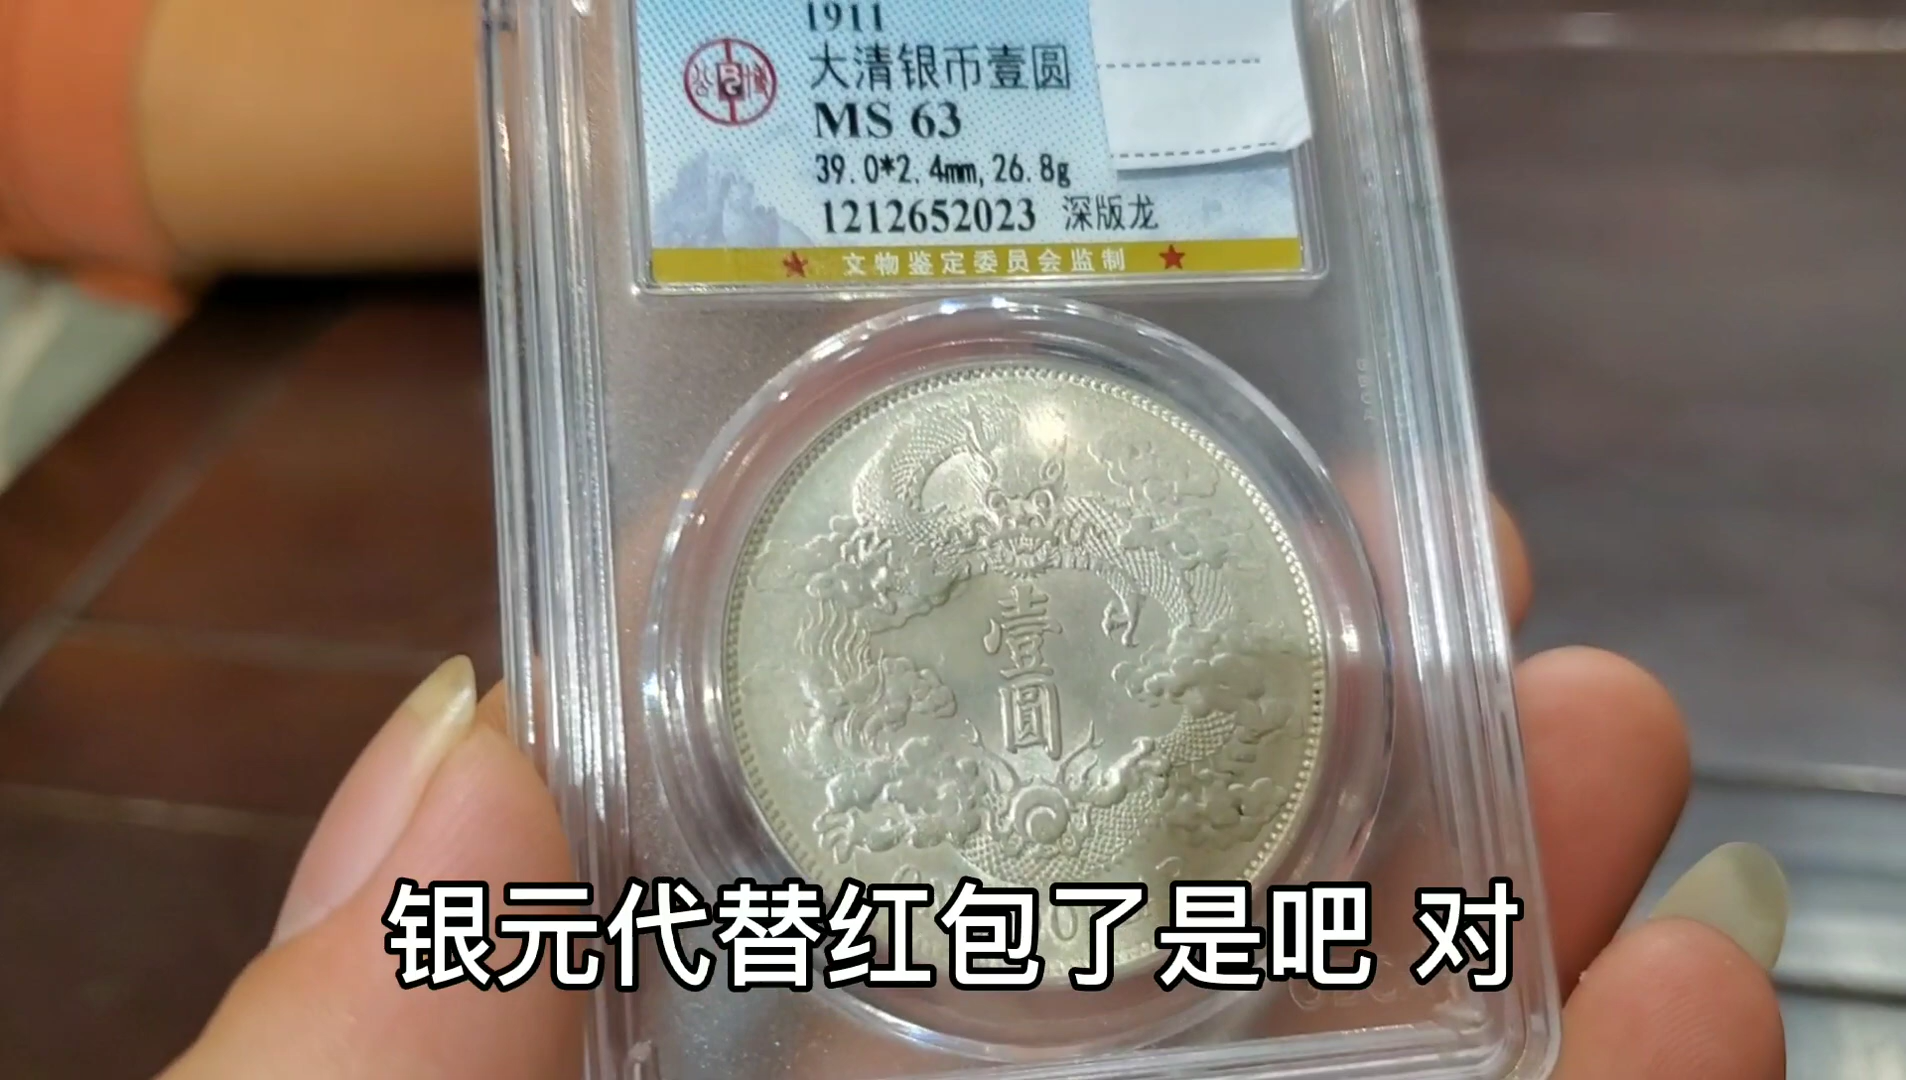 1911
大清银币壹圆
MS 63
39.0*2.4mm,26.8g
1212652023 深版龙
★ 文物鉴定委员会监制 ★
壹圆
银元代替红包了是吧 对